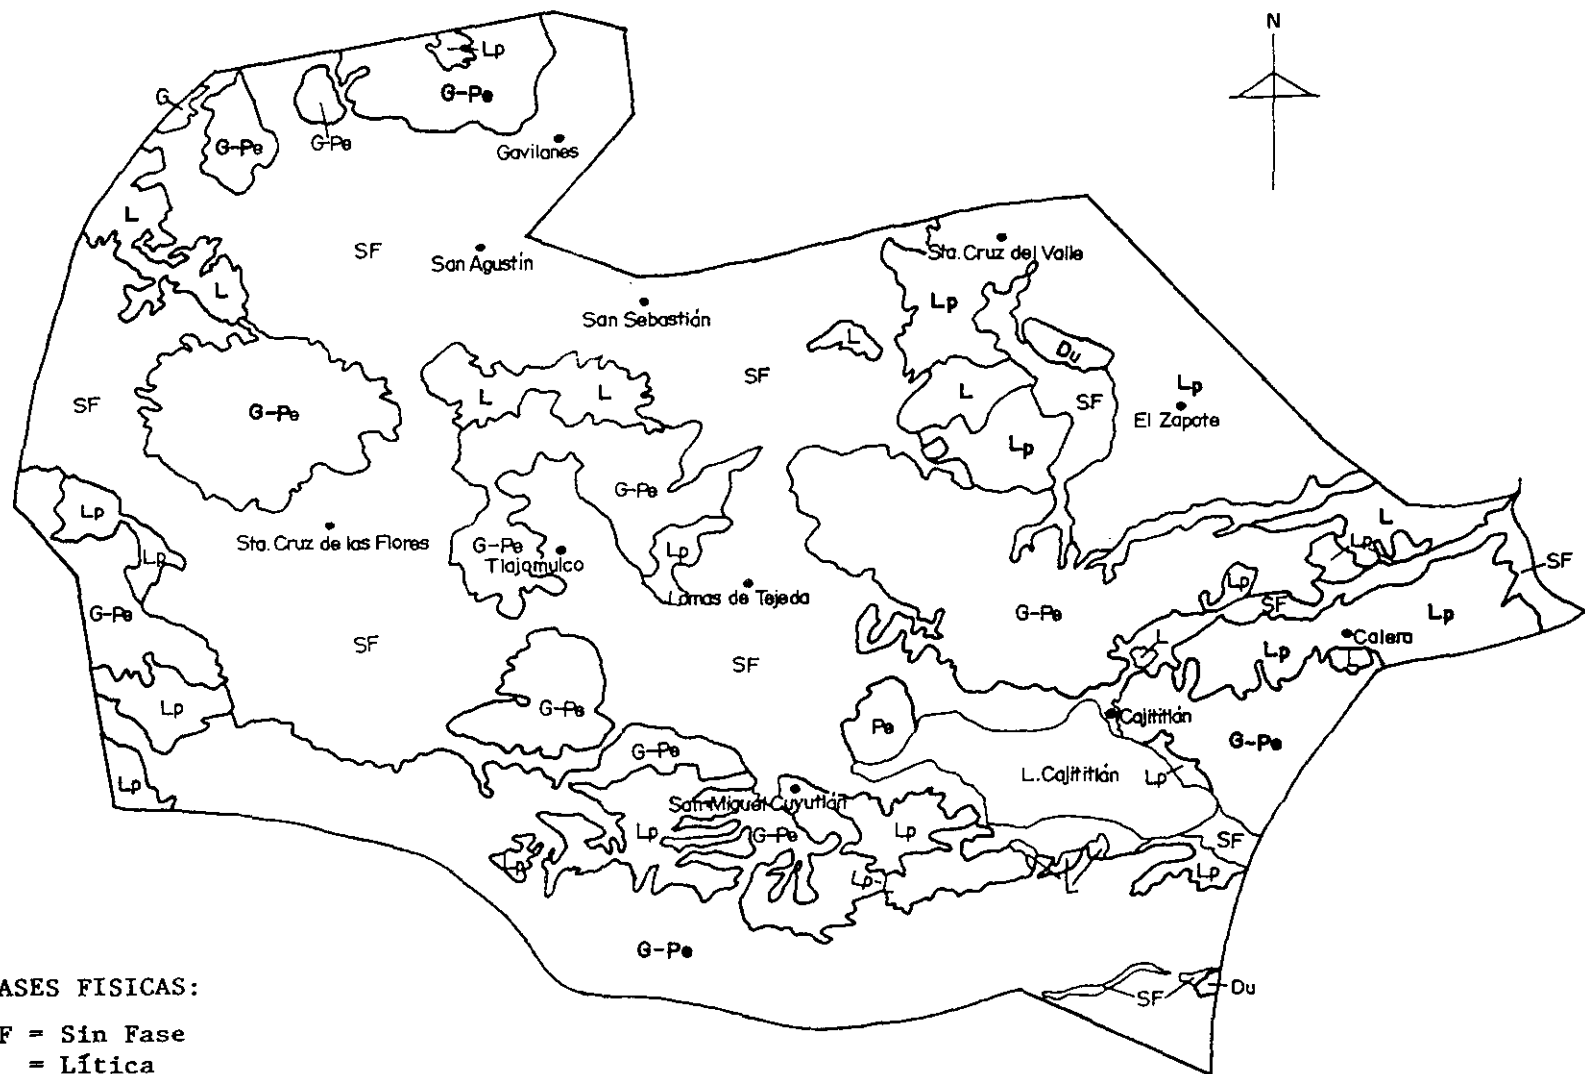 N
Lp
G
G-Pe
G-Pe
G-Pe
Gavilanes
L
SF
San Agustín
Sta. Cruz del Valle
L
Lp
San Sebastián
L
Du
SF
Lp
SF
G-Pe
L
L
L
SF
El Zapote
Lp
G-Pe
Lp
L
Sta. Cruz de las Flores
G-Pe
Lp
Lp
Lp
Tlajomulco
SF
Lp
Lomas de Tejeda
G-Pe
G-Pe
SF
Lp
Calera
SF
SF
L
Lp
L
Lp
G-Pe
Pe
Cajititlán
G-Pe
G-Pe
Lp
L. Cajititlán
Lp
San Miguel Cuyutlán
Lp
G-Pe
Lp
SF
Lp
Lp
L
Lp
G-Pe
SF
Du
ASES FISICAS:
F = Sin Fase
= Lítica